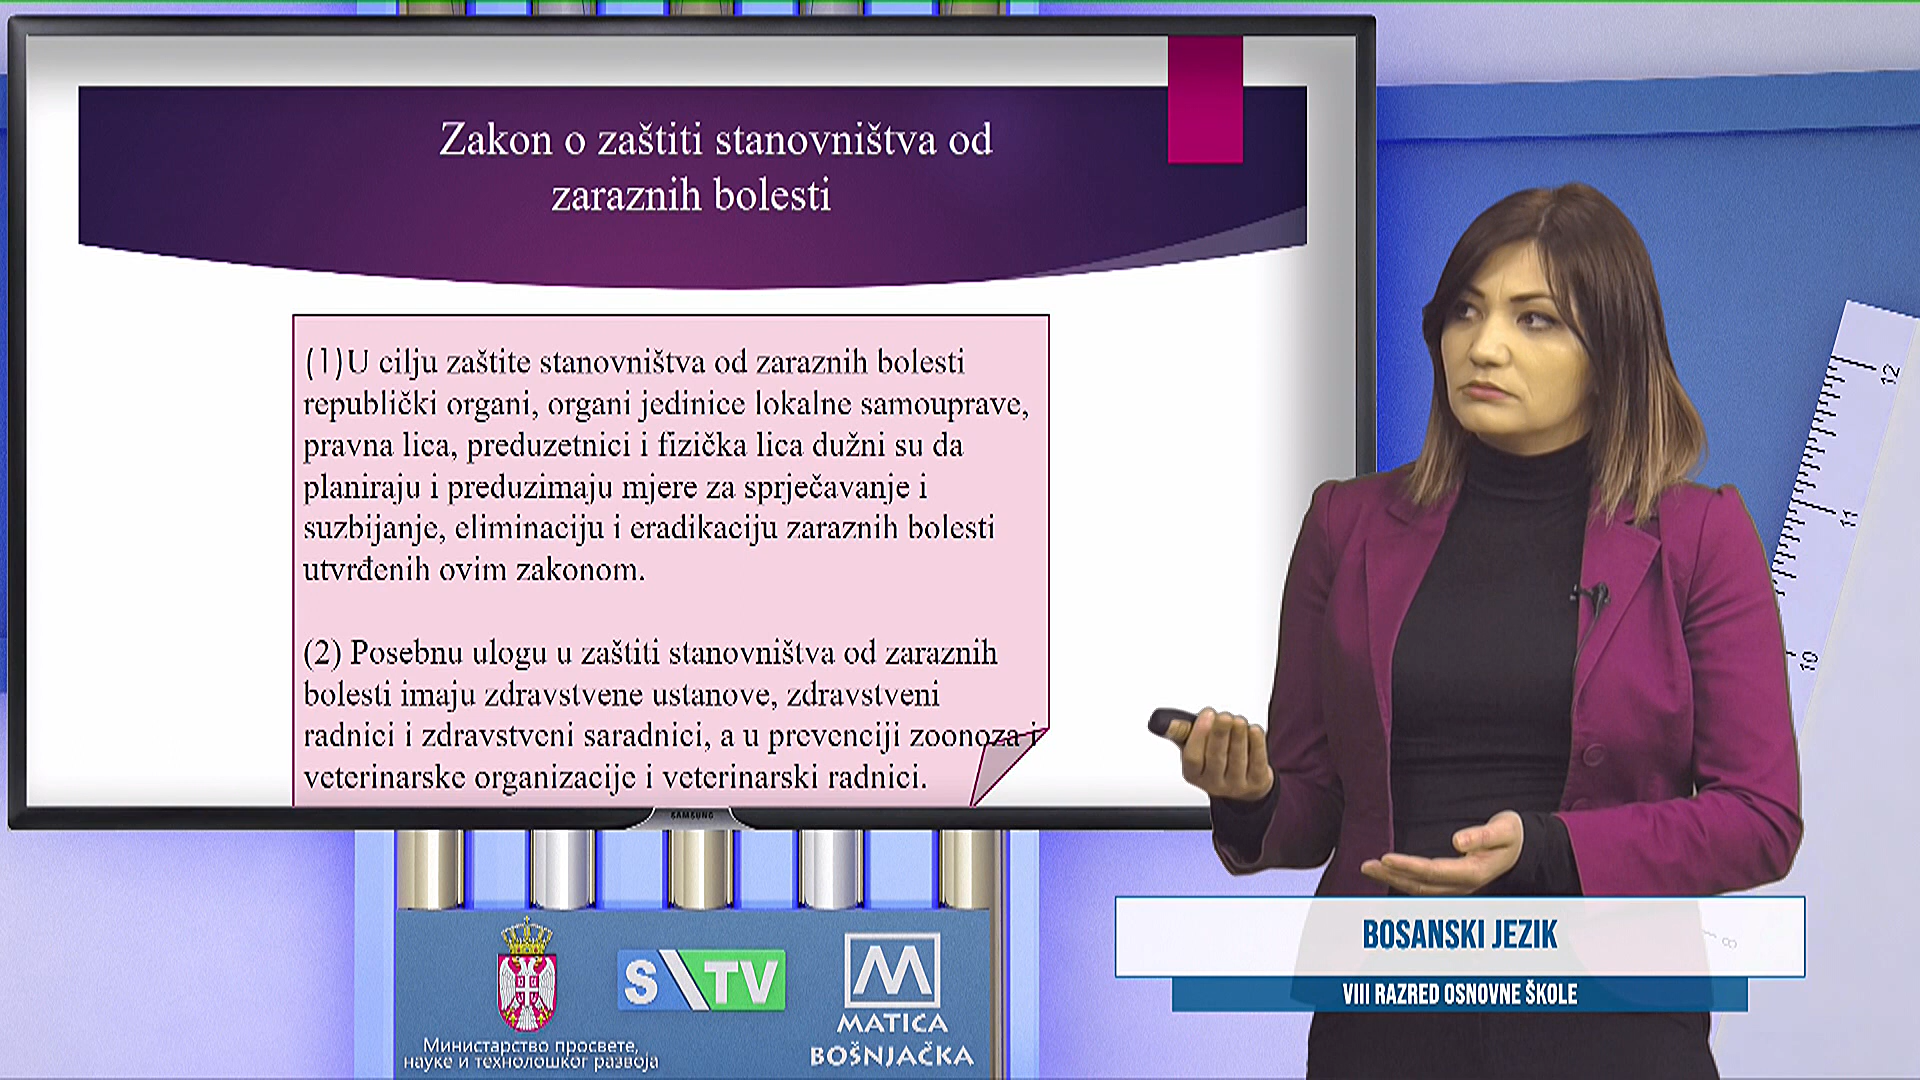 Zakon o zaštiti stanovništva od
zaraznih bolesti
(1)U cilju zaštite stanovništva od zaraznih bolesti
republički organi, organi jedinice lokalne samouprave,
pravna lica, preduzetnici i fizička lica dužni su da
planiraju i preduzimaju mjere za sprječavanje i
suzbijanje, eliminaciju i eradikaciju zaraznih bolesti
utvrđenih ovim zakonom.
(2) Posebnu ulogu u zaštiti stanovništva od zaraznih
bolesti imaju zdravstvene ustanove, zdravstveni
radnici i zdravstveni saradnici, a u prevenciji zoonoza i
veterinarske organizacije i veterinarski radnici.
SAMSUNG
12
11
10
8
BOSANSKI JEZIK
VIII RAZRED OSNOVNE ŠKOLE
Министарство просвете,
науке и технолошког развоја
S TV
MATICA
BOŠNJAČKA